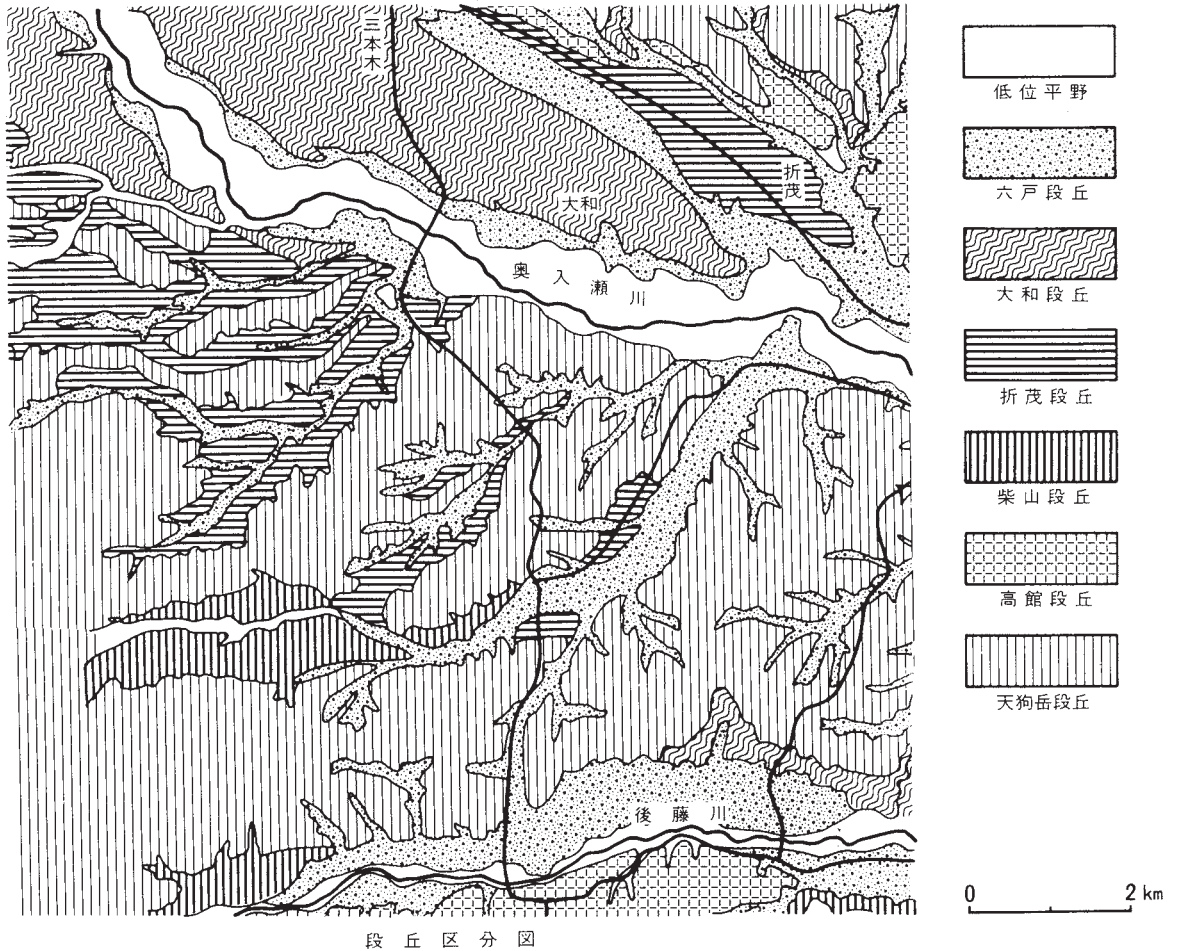 三本木
折茂
大和
奥入瀬川
後藤川
低位平野
六戸段丘
大和段丘
折茂段丘
柴山段丘
高館段丘
天狗岳段丘
0 2 km
段丘区分図